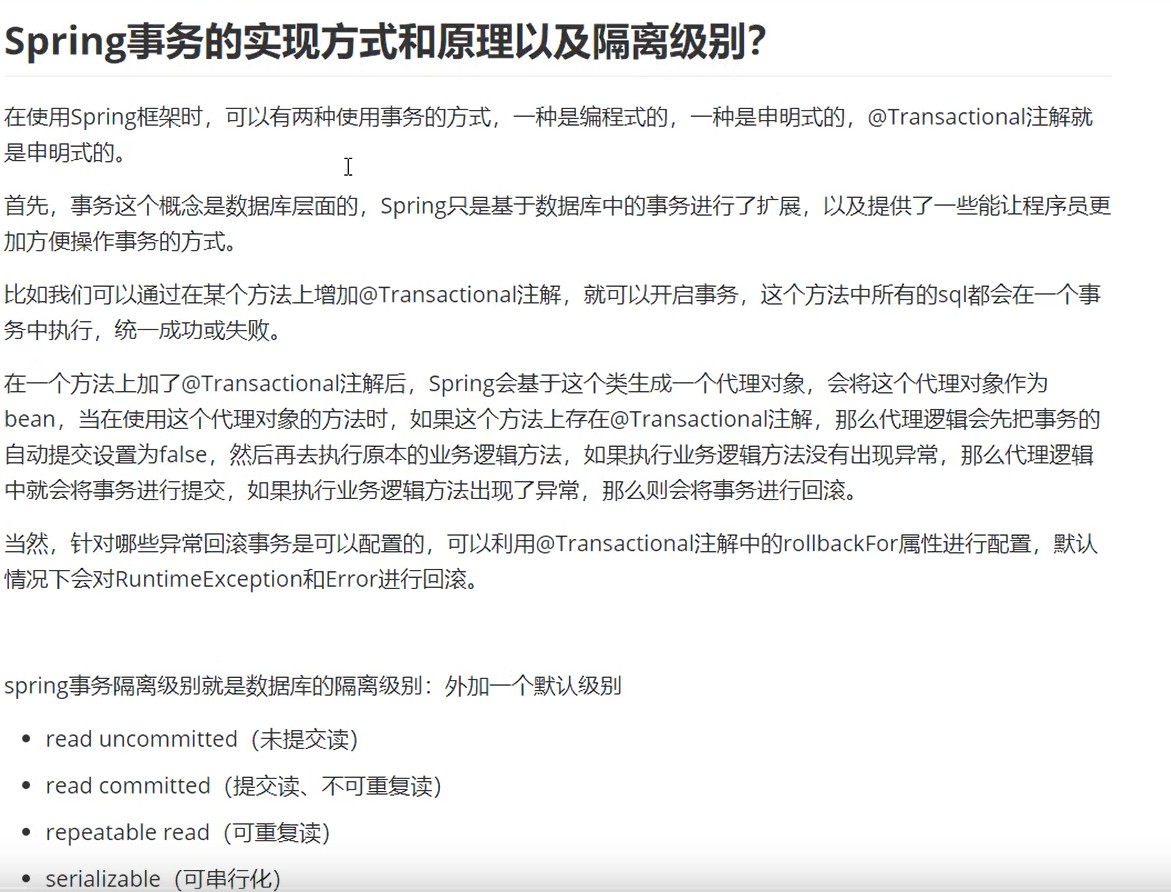 Spring事务的实现方式和原理以及隔离级别？
在使用Spring框架时，可以有两种使用事务的方式，一种是编程式的，一种是申明式的，@Transactional注解就
是申明式的。
首先，事务这个概念是数据库层面的，Spring只是基于数据库中的事务进行了扩展，以及提供了一些能让程序员更
加方便操作事务的方式。
比如我们可以通过在某个方法上增加@Transactional注解，就可以开启事务，这个方法中所有的sql都会在一个事
务中执行，统一成功或失败。
在一个方法上加了@Transactional注解后，Spring会基于这个类生成一个代理对象，会将这个代理对象作为
bean，当在使用这个代理对象的方法时，如果这个方法上存在@Transactional注解，那么代理逻辑会先把事务的
自动提交设置为false，然后再去执行原本的业务逻辑方法，如果执行业务逻辑方法没有出现异常，那么代理逻辑
中就会将事务进行提交，如果执行业务逻辑方法出现了异常，那么则会将事务进行回滚。
当然，针对哪些异常回滚事务是可以配置的，可以利用@Transactional注解中的rollbackFor属性进行配置，默认
情况下会对RuntimeException和Error进行回滚。
spring事务隔离级别就是数据库的隔离级别：外加一个默认级别
• read uncommitted（未提交读）
• read committed（提交读、不可重复读）
• repeatable read（可重复读）
• serializable（可串行化）